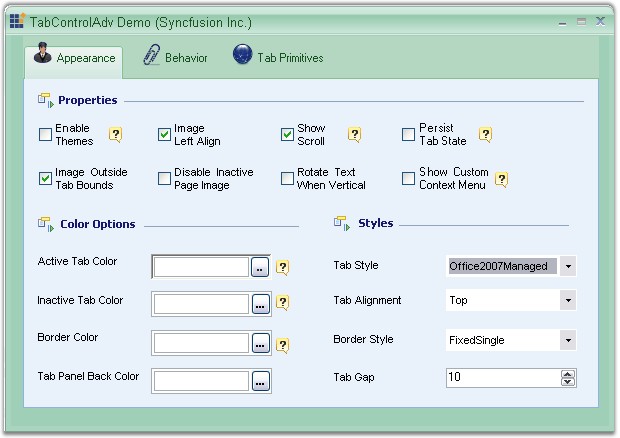 TabControlAdv Demo (Syncfusion Inc.)
Appearance Behavior Tab Primitives
Properties
Enable Themes ?
Image Left Align
Show Scroll ?
Persist Tab State ?
Image Outside Tab Bounds
Disable Inactive Page Image
Rotate Text When Vertical
Show Custom Context Menu ?
Color Options
Active Tab Color .. ?
Inactive Tab Color ... ?
Border Color ... ?
Tab Panel Back Color ...
Styles
Tab Style Office2007Managed
Tab Alignment Top
Border Style FixedSingle
Tab Gap 10